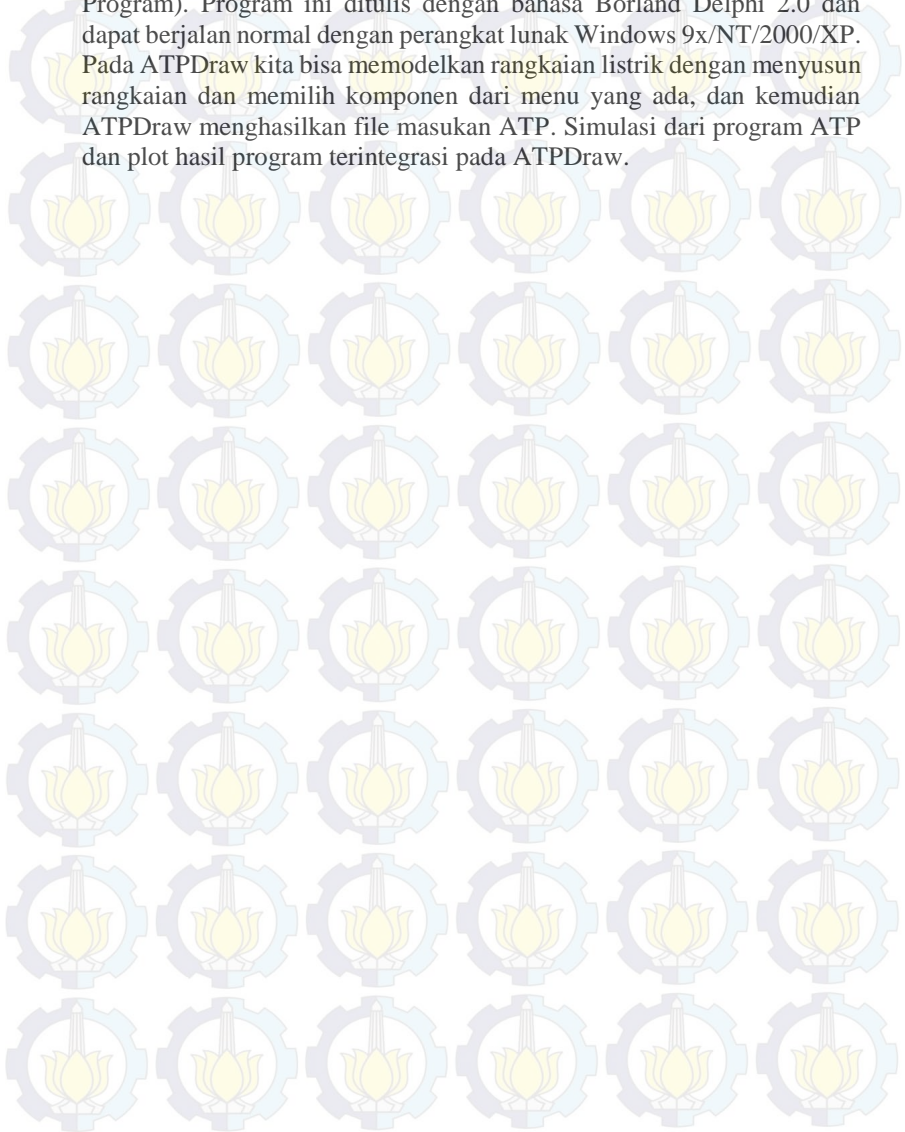 Program). Program ini ditulis dengan bahasa Borland Delphi 2.0 dan
dapat berjalan normal dengan perangkat lunak Windows 9x/NT/2000/XP.
Pada ATPDraw kita bisa memodelkan rangkaian listrik dengan menyusun
rangkaian dan memilih komponen dari menu yang ada, dan kemudian
ATPDraw menghasilkan file masukan ATP. Simulasi dari program ATP
dan plot hasil program terintegrasi pada ATPDraw.